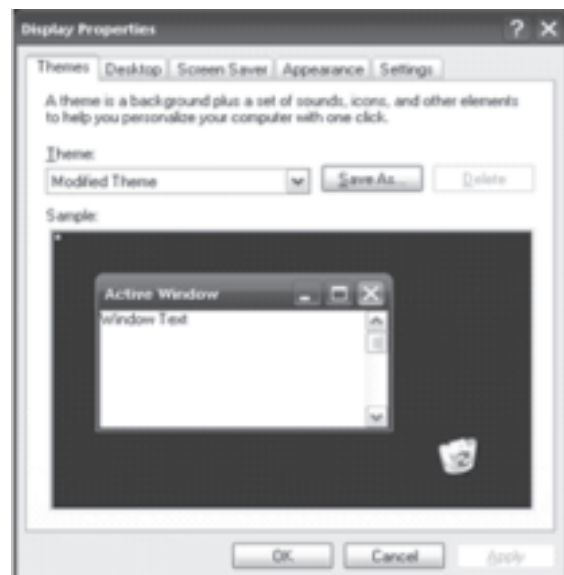 Display Properties
Themes Desktop Screen Saver Appearance Settings
A theme is a background plus a set of sounds, icons, and other elements
to help you personalize your computer with one click.
Theme:
Modified Theme Save As... Delete
Sample:
Active Window
Window Text
OK Cancel Apply